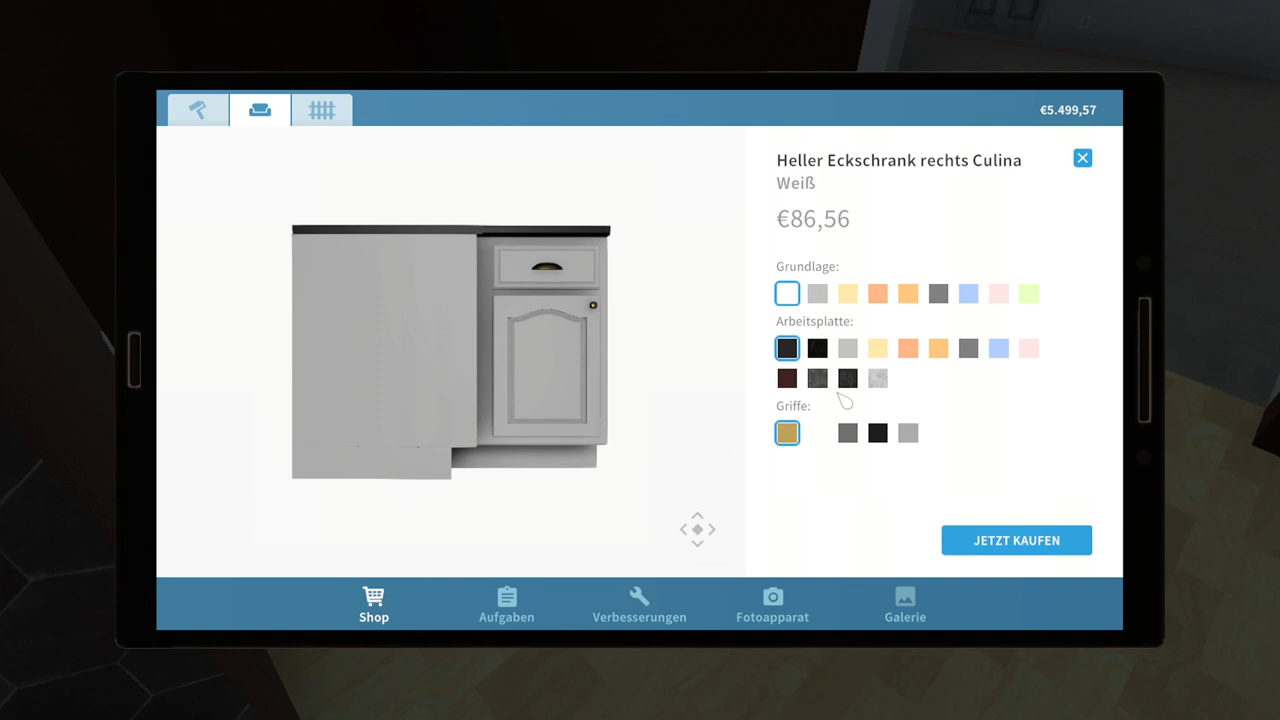 €5.499,57
Heller Eckschrank rechts Culina
Weiß
€86,56
Grundlage:
Arbeitsplatte:
Griffe:
JETZT KAUFEN
Shop
Aufgaben
Verbesserungen
Fotoapparat
Galerie